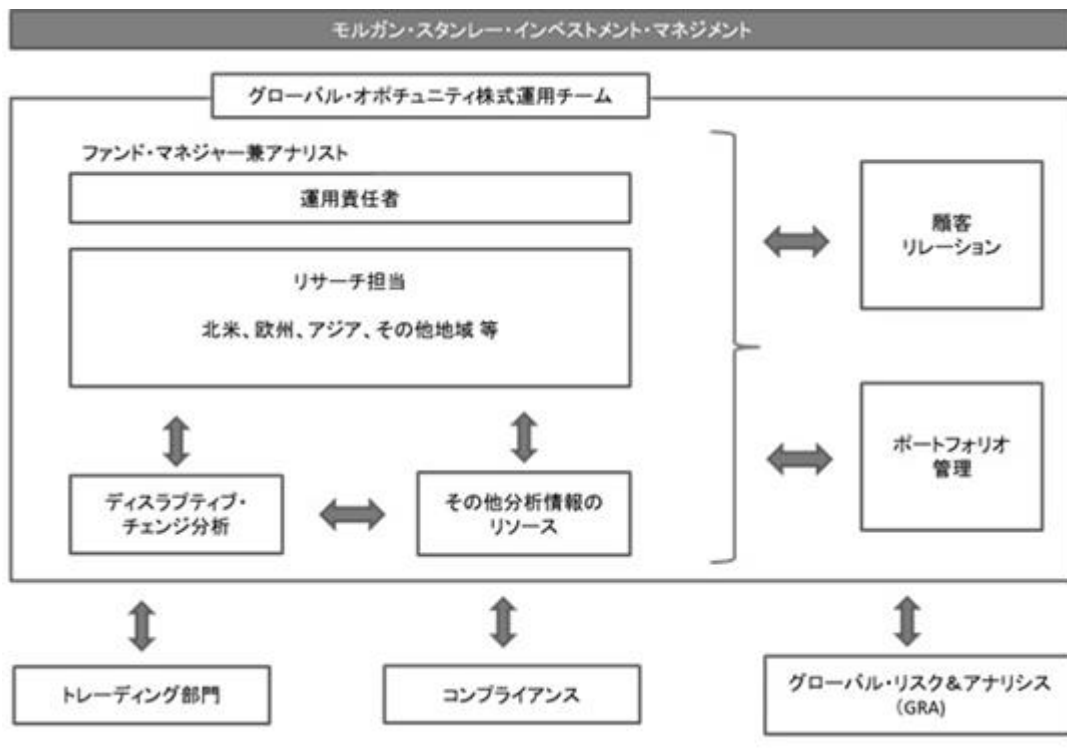 モルガン・スタンレー・インベストメント・マネジメント
グローバル・オポチュニティ株式運用チーム
ファンド・マネジャー兼アナリスト
運用責任者
リサーチ担当
北米、欧州、アジア、その他地域 等
ディスラプティブ・
チェンジ分析
その他分析情報の
リソース
顧客
リレーション
ポートフォリオ
管理
トレーディング部門
コンプライアンス
グローバル・リスク&アナリシス
(GRA)